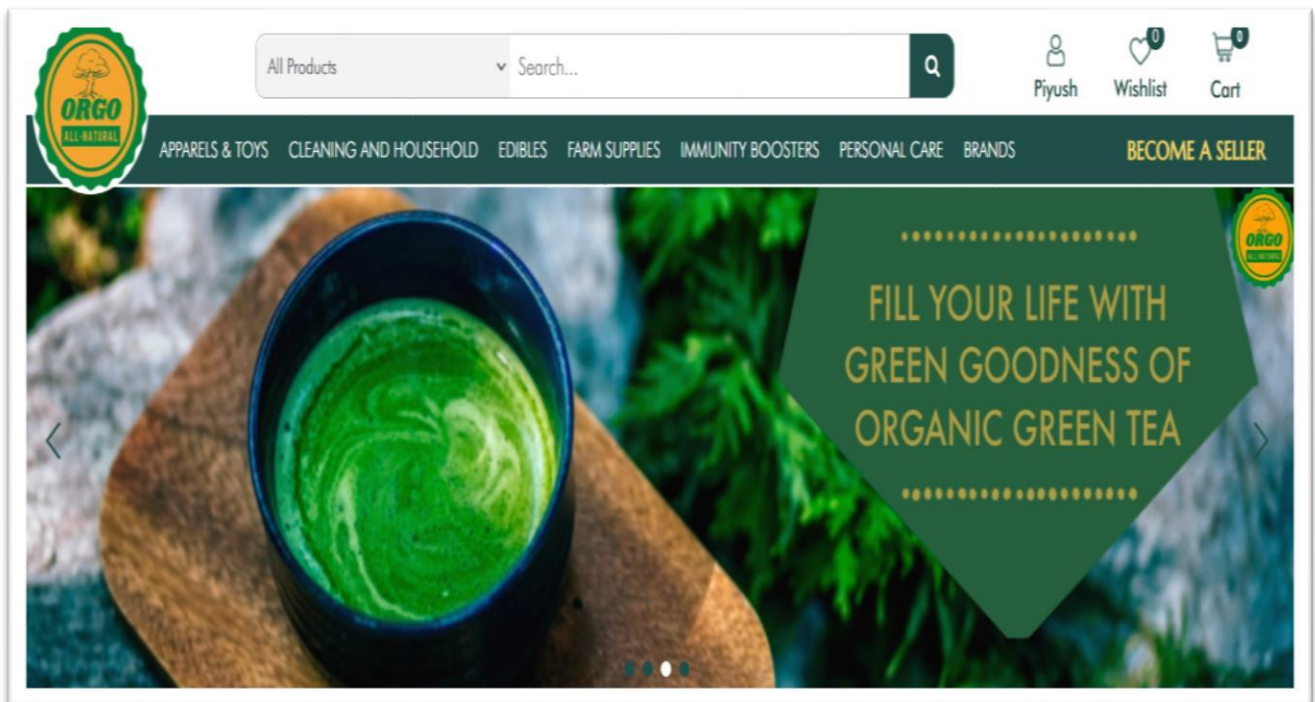 ORGO
ALL-NATURAL
All Products
Search...
Piyush
0
Wishlist
0
Cart
APPARELS & TOYS
CLEANING AND HOUSEHOLD
EDIBLES
FARM SUPPLIES
IMMUNITY BOOSTERS
PERSONAL CARE
BRANDS
BECOME A SELLER
ORGO
ALL-NATURAL
FILL YOUR LIFE WITH
GREEN GOODNESS OF
ORGANIC GREEN TEA